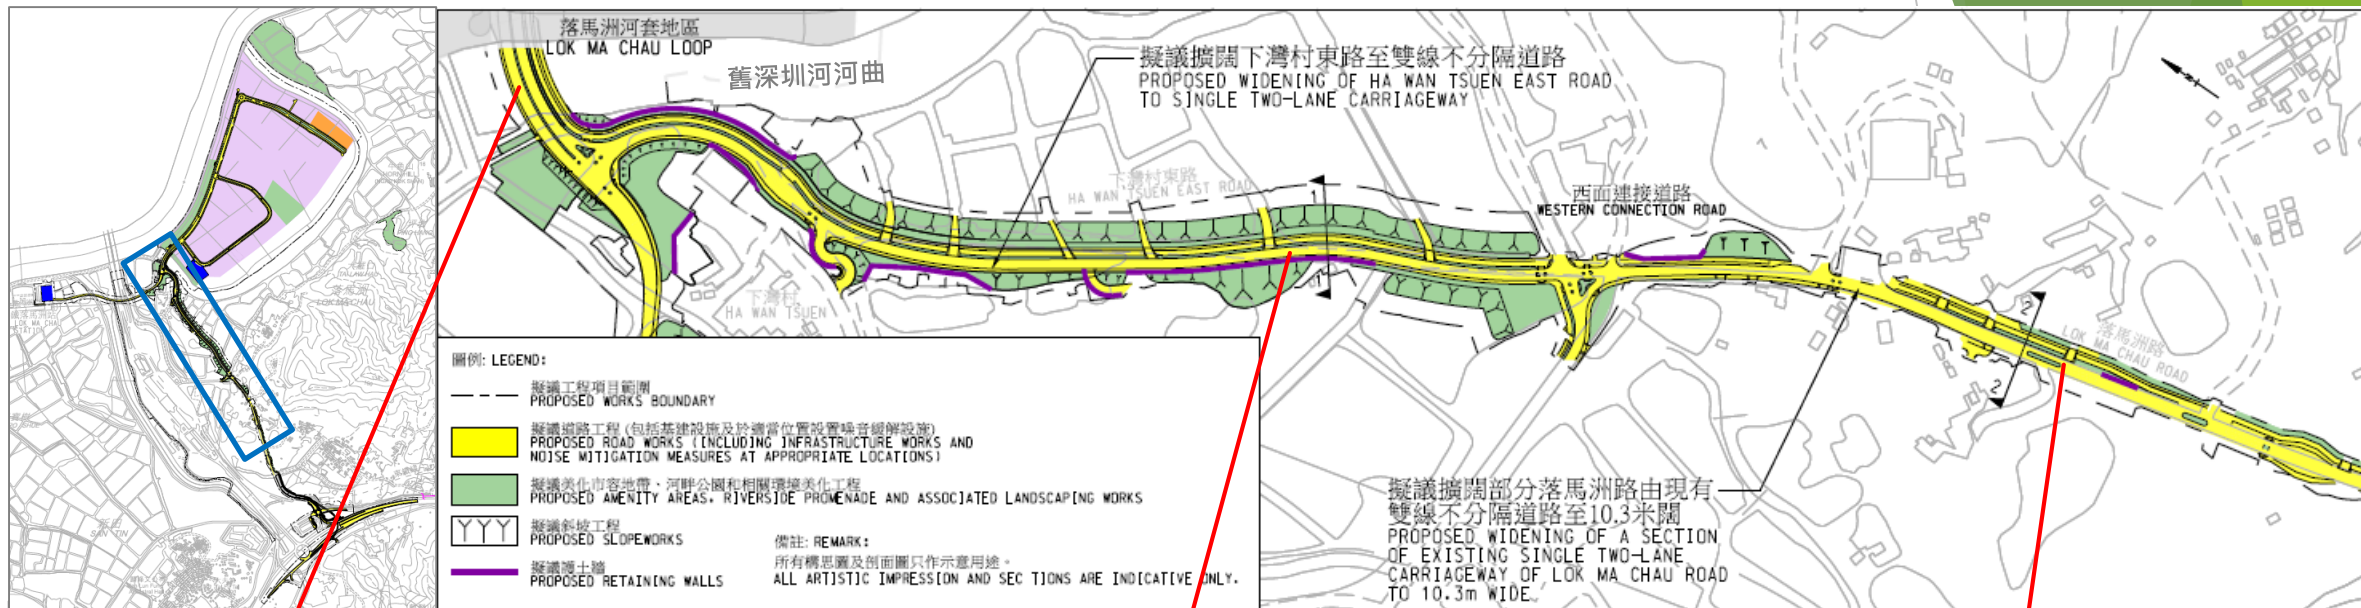 落馬洲河套地區
LOK MA CHAU LOOP
舊深圳河河曲
擬議擴闊下灣村東路至雙線不分隔道路
PROPOSED WIDENING OF HA WAN TSUEN EAST ROAD
TO SINGLE TWO-LANE CARRIAGEWAY
下灣村東路
HA WAN TSUEN EAST ROAD
1
1
西面連接道路
WESTERN CONNECTION ROAD
下灣村
HA WAN TSUEN
2
2
落馬洲路
LOK MA CHAU ROAD
擬議擴闊部分落馬洲路由現有
雙線不分隔道路至10.3米闊
PROPOSED WIDENING OF A SECTION
OF EXISTING SINGLE TWO-LANE
CARRIAGEWAY OF LOK MA CHAU ROAD
TO 10.3m WIDE
圖例: LEGEND:
擬議工程項目範圍
PROPOSED WORKS BOUNDARY
擬議道路工程 (包括基建設施及於適當位置設置噪音緩解設施)
PROPOSED ROAD WORKS (INCLUDING INFRASTRUCTURE WORKS AND
NOISE MITIGATION MEASURES AT APPROPRIATE LOCATIONS)
擬議美化市容地帶、河畔公園和相關環境美化工程
PROPOSED AMENITY AREAS, RIVERSIDE PROMENADE AND ASSOCIATED LANDSCAPING WORKS
擬議斜坡工程
PROPOSED SLOPEWORKS
擬議護土牆
PROPOSED RETAINING WALLS
備註: REMARK:
所有構思圖及剖面圖只作示意用途。
ALL ARTISTIC IMPRESSION AND SEC TIONS ARE INDICATIVE ONLY.
LOK MA CHAU
SAN TIN